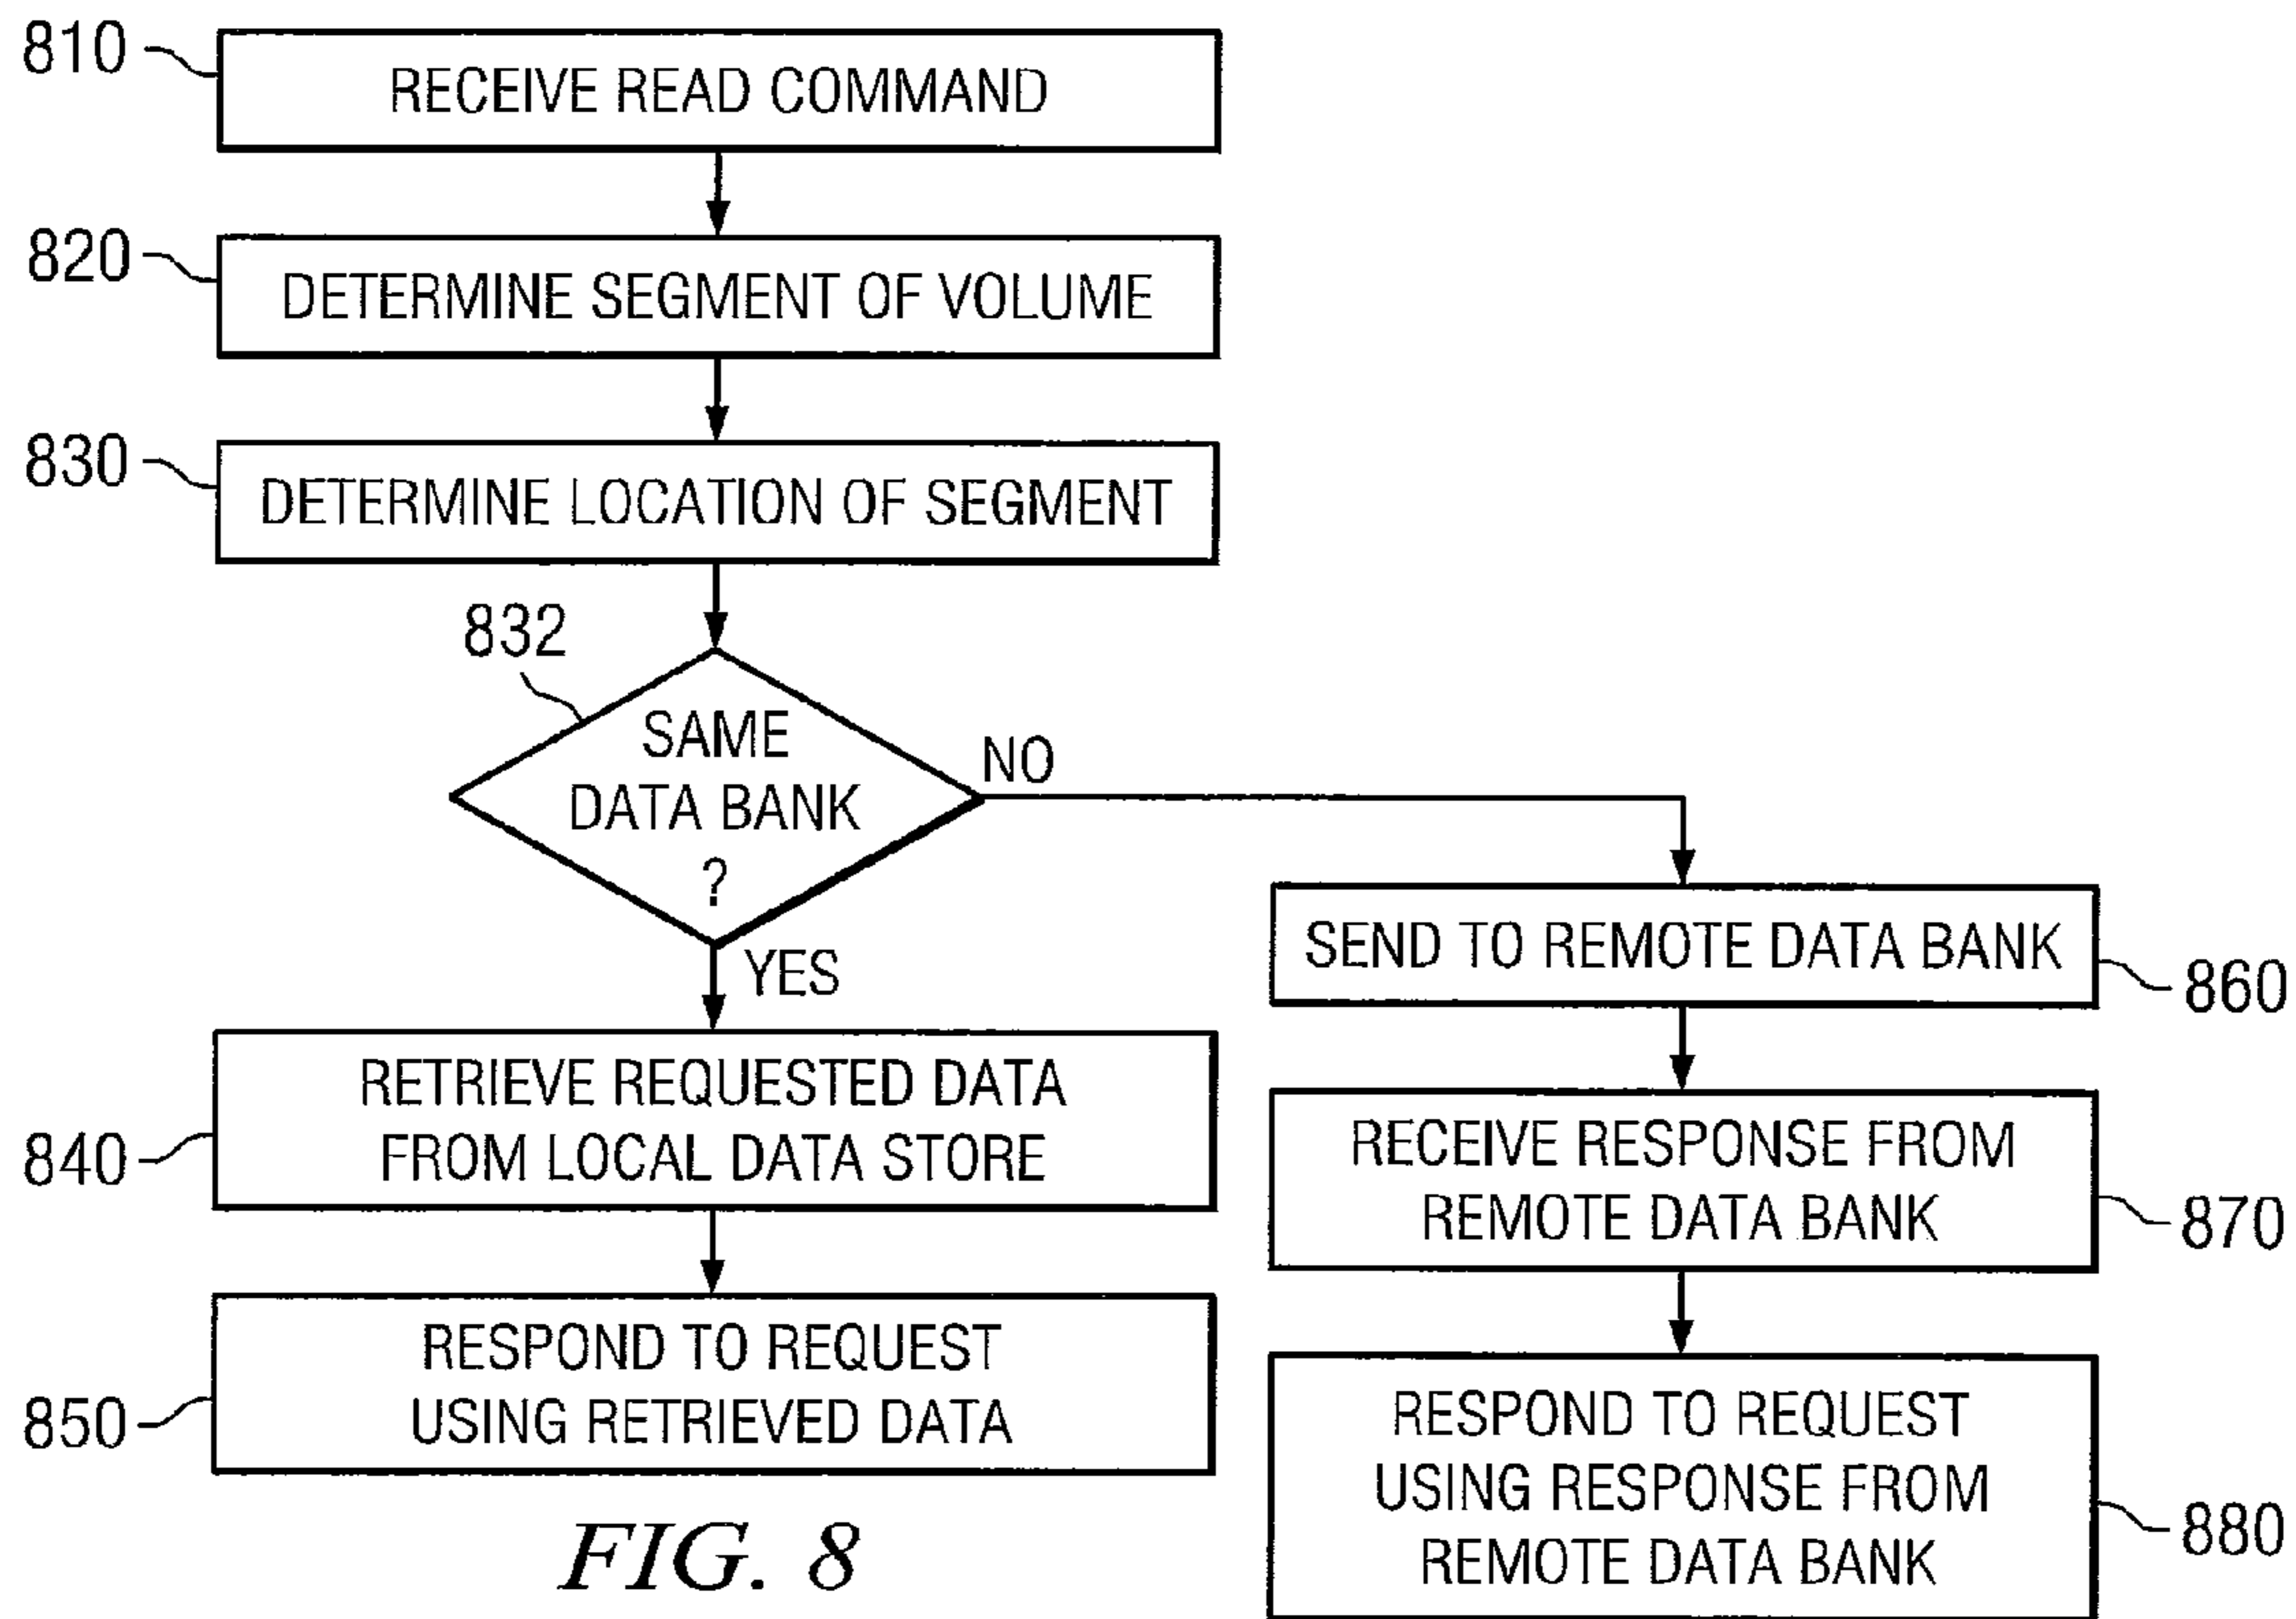 810
RECEIVE READ COMMAND
820
DETERMINE SEGMENT OF VOLUME
830
DETERMINE LOCATION OF SEGMENT
832
SAME
DATA BANK
?
NO
YES
840
RETRIEVE REQUESTED DATA
FROM LOCAL DATA STORE
850
RESPOND TO REQUEST
USING RETRIEVED DATA
SEND TO REMOTE DATA BANK
860
RECEIVE RESPONSE FROM
REMOTE DATA BANK
870
RESPOND TO REQUEST
USING RESPONSE FROM
REMOTE DATA BANK
880
FIG. 8